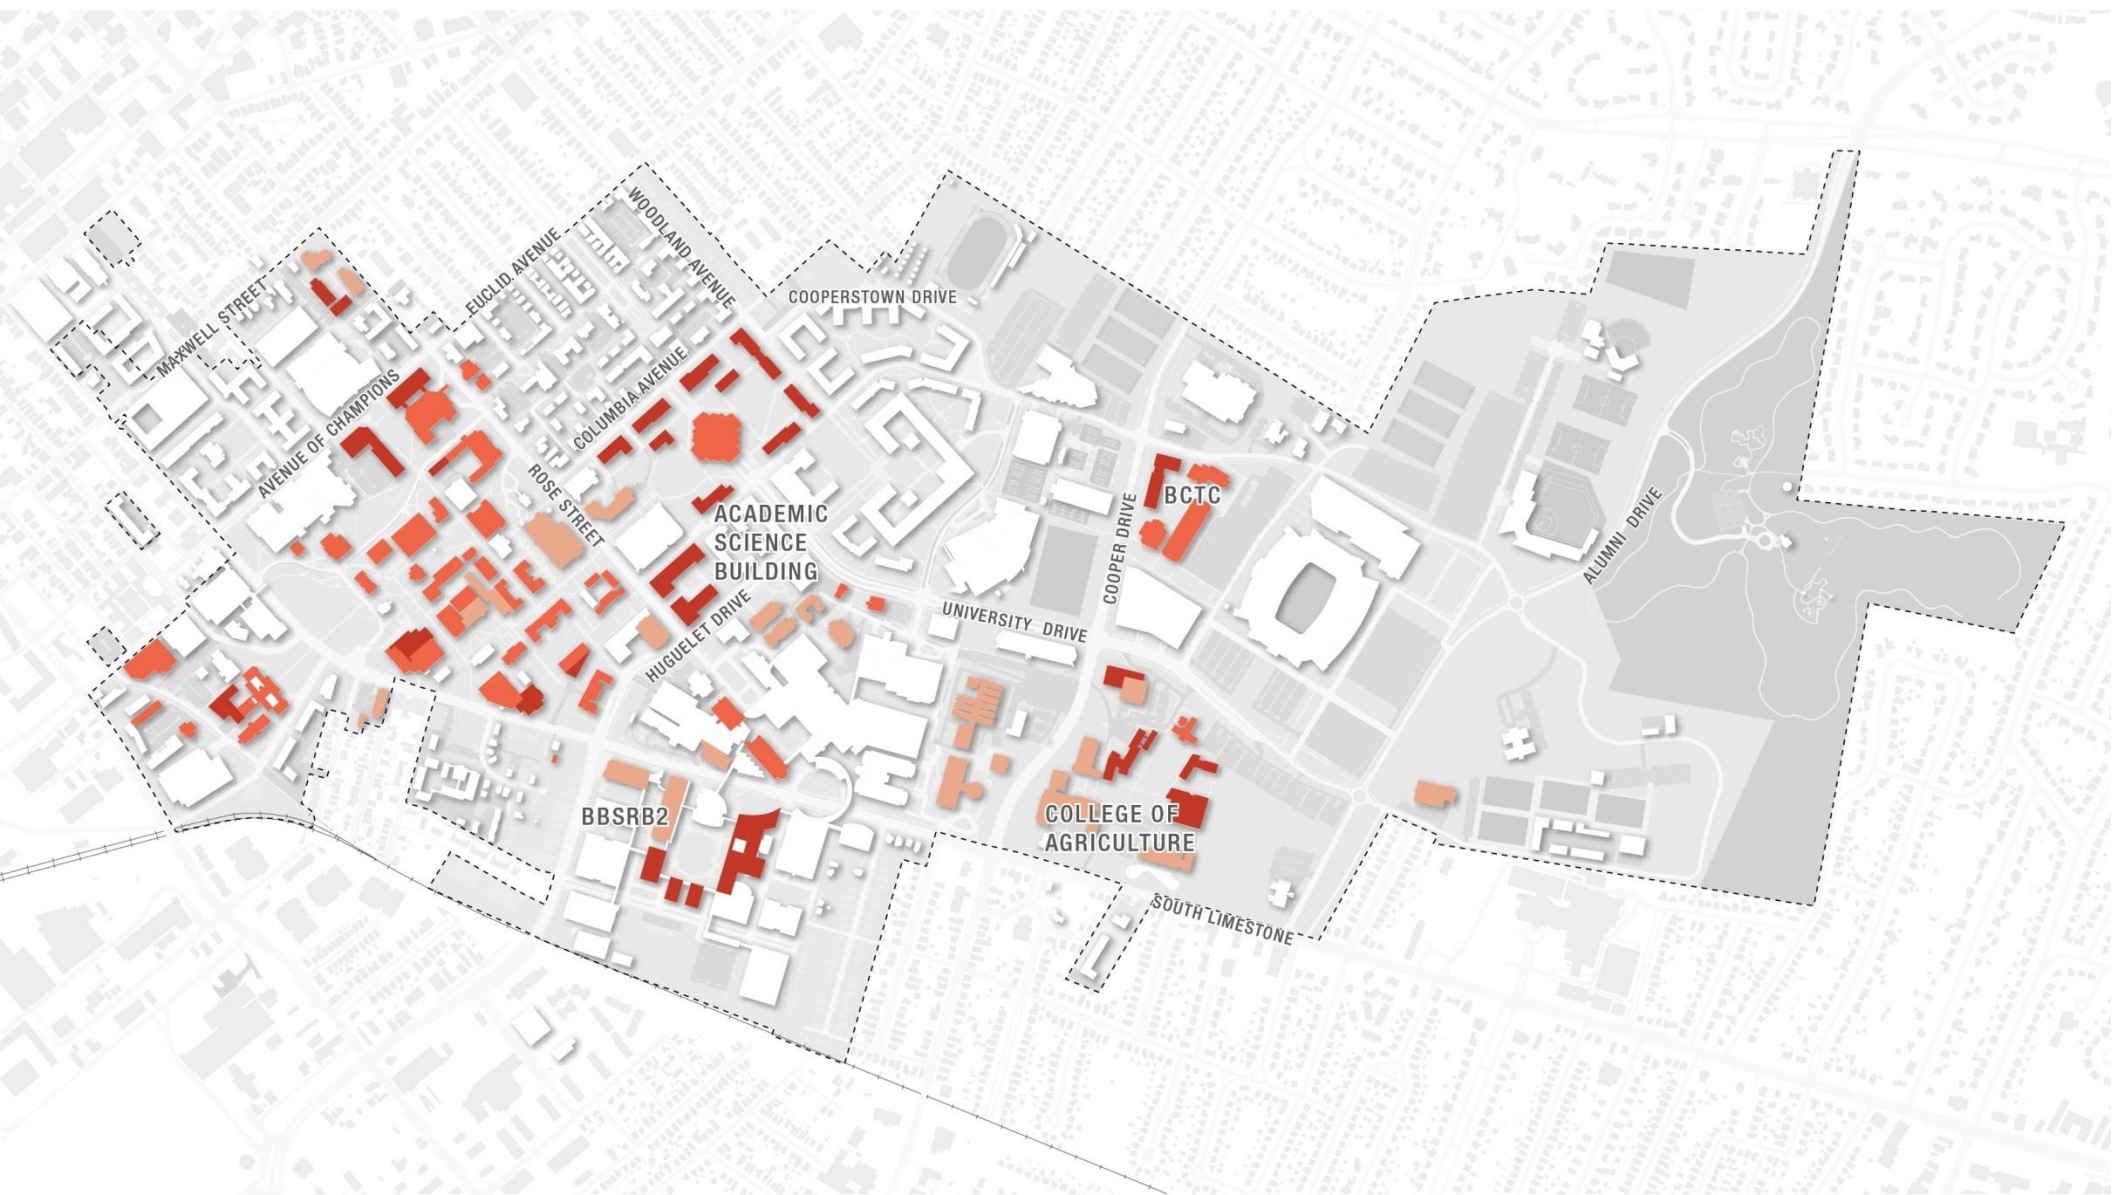 WOODLAND AVENUE
EUCLID AVENUE
MAXWELL STREET
COOPERSTOWN DRIVE
COLUMBIA AVENUE
AVENUE OF CHAMPIONS
ROSE STREET
BCTC
ACADEMIC
SCIENCE
BUILDING
COOPER DRIVE
ALUMNI DRIVE
HUGUELET DRIVE
UNIVERSITY DRIVE
BBSRB2
COLLEGE OF
AGRICULTURE
SOUTH LIMESTONE